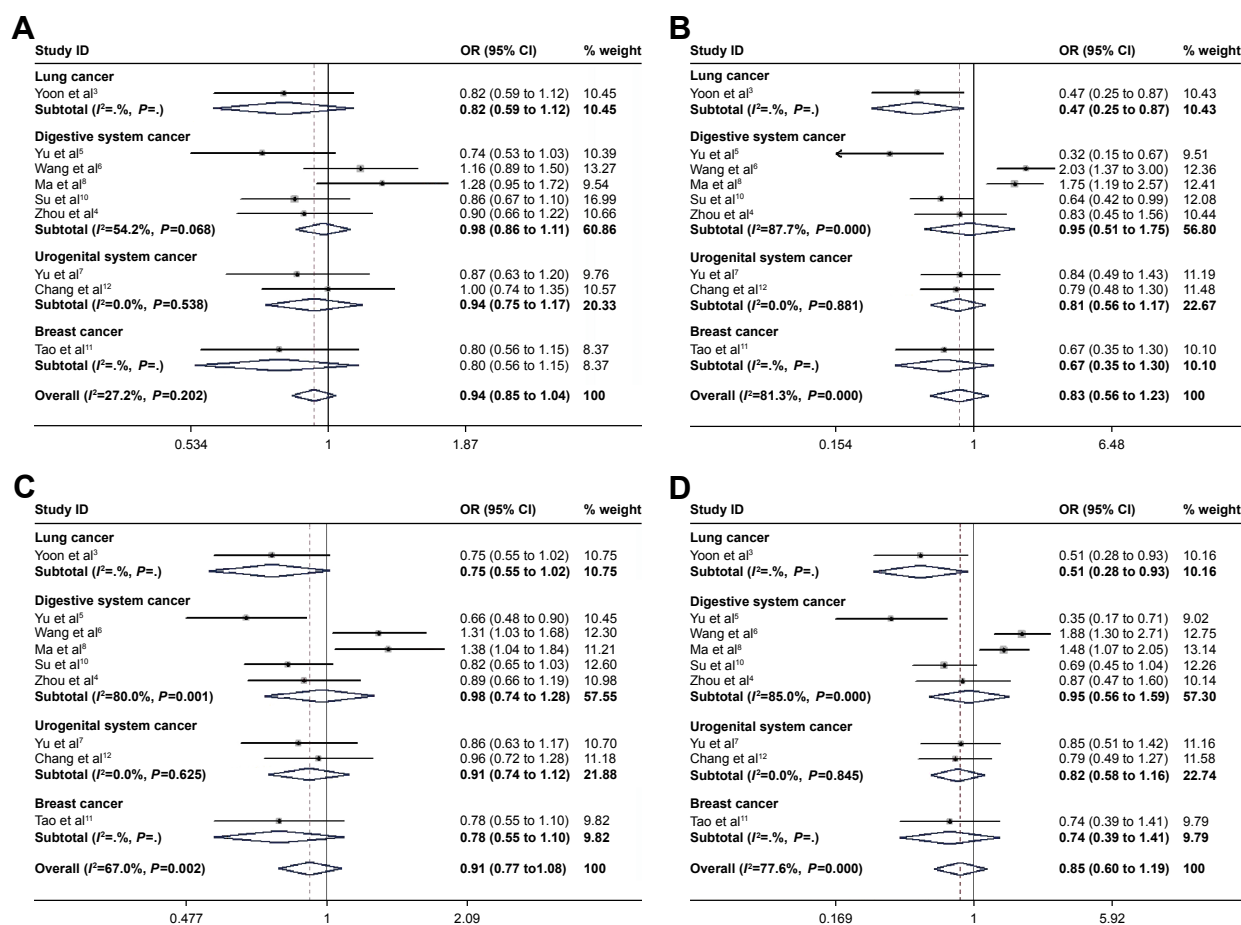 A
Study ID OR (95% CI) % weight
Lung cancer
Yoon et al3 0.82 (0.59 to 1.12) 10.45
Subtotal (I2=.%, P=.) 0.82 (0.59 to 1.12) 10.45
Digestive system cancer
Yu et al5 0.74 (0.53 to 1.03) 10.39
Wang et al6 1.16 (0.89 to 1.50) 13.27
Ma et al8 1.28 (0.95 to 1.72) 9.54
Su et al10 0.86 (0.67 to 1.10) 16.99
Zhou et al4 0.90 (0.66 to 1.22) 10.66
Subtotal (I2=54.2%, P=0.068) 0.98 (0.86 to 1.11) 60.86
Urogenital system cancer
Yu et al7 0.87 (0.63 to 1.20) 9.76
Chang et al12 1.00 (0.74 to 1.35) 10.57
Subtotal (I2=0.0%, P=0.538) 0.94 (0.75 to 1.17) 20.33
Breast cancer
Tao et al11 0.80 (0.56 to 1.15) 8.37
Subtotal (I2=.%, P=.) 0.80 (0.56 to 1.15) 8.37
Overall (I2=27.2%, P=0.202) 0.94 (0.85 to 1.04) 100
0.534 1 1.87
B
Study ID OR (95% CI) % weight
Lung cancer
Yoon et al3 0.47 (0.25 to 0.87) 10.43
Subtotal (I2=.%, P=.) 0.47 (0.25 to 0.87) 10.43
Digestive system cancer
Yu et al5 0.32 (0.15 to 0.67) 9.51
Wang et al6 2.03 (1.37 to 3.00) 12.36
Ma et al8 1.75 (1.19 to 2.57) 12.41
Su et al10 0.64 (0.42 to 0.99) 12.08
Zhou et al4 0.83 (0.45 to 1.56) 10.44
Subtotal (I2=87.7%, P=0.000) 0.95 (0.51 to 1.75) 56.80
Urogenital system cancer
Yu et al7 0.84 (0.49 to 1.43) 11.19
Chang et al12 0.79 (0.48 to 1.30) 11.48
Subtotal (I2=0.0%, P=0.881) 0.81 (0.56 to 1.17) 22.67
Breast cancer
Tao et al11 0.67 (0.35 to 1.30) 10.10
Subtotal (I2=.%, P=.) 0.67 (0.35 to 1.30) 10.10
Overall (I2=81.3%, P=0.000) 0.83 (0.56 to 1.23) 100
0.154 1 6.48
C
Study ID OR (95% CI) % weight
Lung cancer
Yoon et al3 0.75 (0.55 to 1.02) 10.75
Subtotal (I2=.%, P=.) 0.75 (0.55 to 1.02) 10.75
Digestive system cancer
Yu et al5 0.66 (0.48 to 0.90) 10.45
Wang et al6 1.31 (1.03 to 1.68) 12.30
Ma et al8 1.38 (1.04 to 1.84) 11.21
Su et al10 0.82 (0.65 to 1.03) 12.60
Zhou et al4 0.89 (0.66 to 1.19) 10.98
Subtotal (I2=80.0%, P=0.001) 0.98 (0.74 to 1.28) 57.55
Urogenital system cancer
Yu et al7 0.86 (0.63 to 1.17) 10.70
Chang et al12 0.96 (0.72 to 1.28) 11.18
Subtotal (I2=0.0%, P=0.625) 0.91 (0.74 to 1.12) 21.88
Breast cancer
Tao et al11 0.78 (0.55 to 1.10) 9.82
Subtotal (I2=.%, P=.) 0.78 (0.55 to 1.10) 9.82
Overall (I2=67.0%, P=0.002) 0.91 (0.77 to1.08) 100
0.477 1 2.09
D
Study ID OR (95% CI) % weight
Lung cancer
Yoon et al3 0.51 (0.28 to 0.93) 10.16
Subtotal (I2=.%, P=.) 0.51 (0.28 to 0.93) 10.16
Digestive system cancer
Yu et al5 0.35 (0.17 to 0.71) 9.02
Wang et al6 1.88 (1.30 to 2.71) 12.75
Ma et al8 1.48 (1.07 to 2.05) 13.14
Su et al10 0.69 (0.45 to 1.04) 12.26
Zhou et al4 0.87 (0.47 to 1.60) 10.14
Subtotal (I2=85.0%, P=0.000) 0.95 (0.56 to 1.59) 57.30
Urogenital system cancer
Yu et al7 0.85 (0.51 to 1.42) 11.16
Chang et al12 0.79 (0.49 to 1.27) 11.58
Subtotal (I2=0.0%, P=0.845) 0.82 (0.58 to 1.16) 22.74
Breast cancer
Tao et al11 0.74 (0.39 to 1.41) 9.79
Subtotal (I2=.%, P=.) 0.74 (0.39 to 1.41) 9.79
Overall (I2=77.6%, P=0.000) 0.85 (0.60 to 1.19) 100
0.169 1 5.92